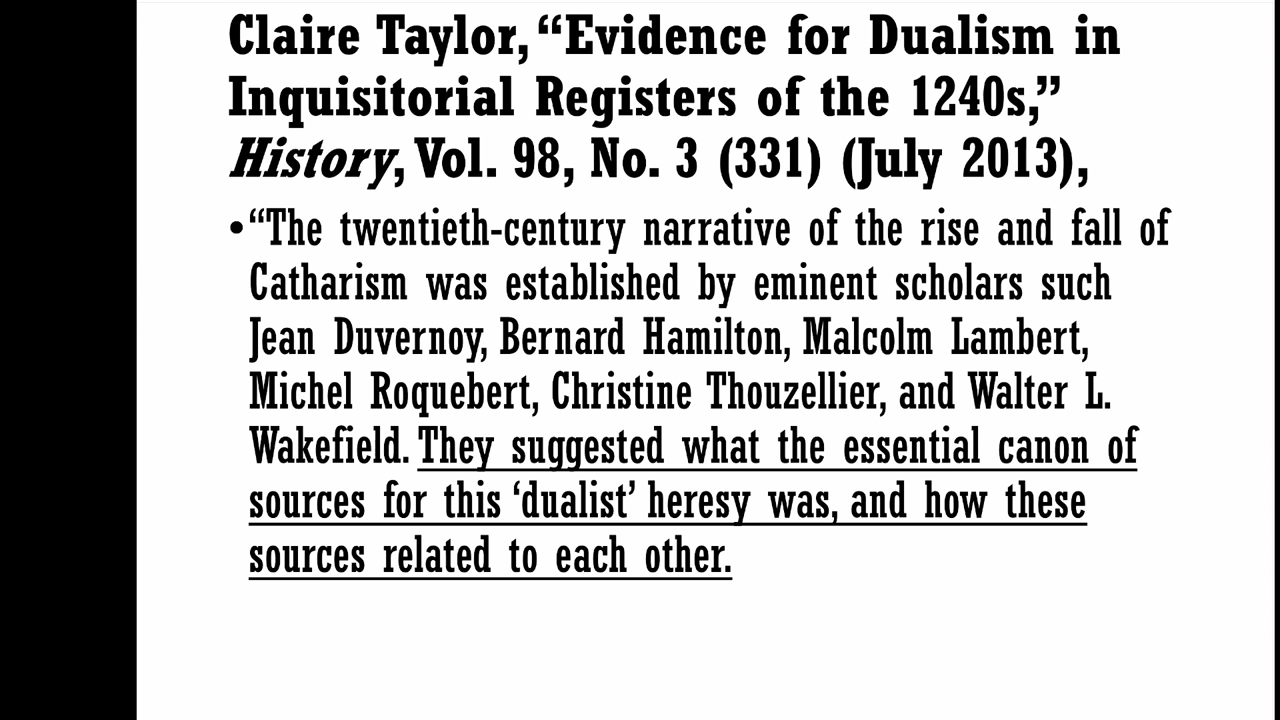 Claire Taylor, “Evidence for Dualism in
Inquisitorial Registers of the 1240s,”
History, Vol. 98, No. 3 (331) (July 2013),
•“The twentieth-century narrative of the rise and fall of
Catharism was established by eminent scholars such
Jean Duvernoy, Bernard Hamilton, Malcolm Lambert,
Michel Roquebert, Christine Thouzellier, and Walter L.
Wakefield. They suggested what the essential canon of
sources for this ‘dualist’ heresy was, and how these
sources related to each other.